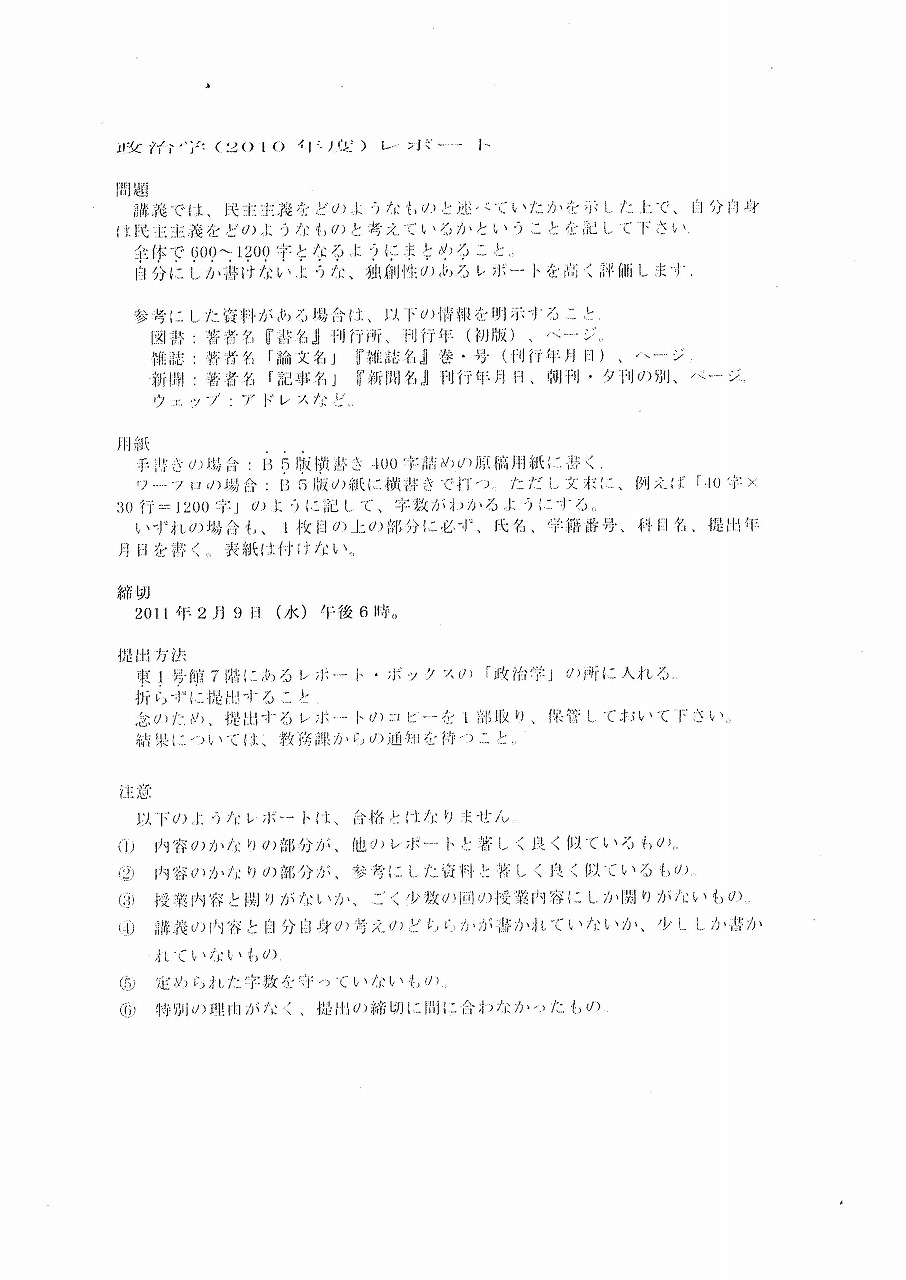 政治学（2010 年度）レポート
問題
講義では、民主主義をどのようなものと述べていたかを示した上で、自分自身
は民主主義をどのようなものと考えているかということを記して下さい。
全体で 600～1200 字となるようにまとめること。
自分にしか書けないような、独創性のあるレポートを高く評価します。
参考にした資料がある場合は、以下の情報を明示すること。
図書：著者名『書名』刊行所、刊行年（初版）、ページ。
雑誌：著者名「論文名」『雑誌名』巻・号（刊行年月日）、ページ。
新聞：著者名「記事名」『新聞名』刊行年月日、朝刊・夕刊の別、ページ。
ウェッブ：アドレスなど。
用紙
手書きの場合：B５版横書き 400 字詰めの原稿用紙に書く。
ワープロの場合：B５版の紙に横書きで打つ。ただし文末に、例えば「40 字×
30 行＝1200 字」のように記して、字数がわかるようにする。
いずれの場合も、１枚目の上の部分に必ず、氏名、学籍番号、科目名、提出年
月日を書く。表紙は付けない。
締切
2011 年２月９日（水）午後６時。
提出方法
東１号館７階にあるレポート・ボックスの「政治学」の所に入れる。
折らずに提出すること。
念のため、提出するレポートのコピーを１部取り、保管しておいて下さい。
結果については、教務課からの通知を待つこと。
注意
以下のようなレポートは、合格とはなりません。
① 内容のかなりの部分が、他のレポートと著しく良く似ているもの。
② 内容のかなりの部分が、参考にした資料と著しく良く似ているもの。
③ 授業内容と関りがないか、ごく少数の回の授業内容にしか関りがないもの。
④ 講義の内容と自分自身の考えのどちらかが書かれていないか、少ししか書か
れていないもの。
⑤ 定められた字数を守っていないもの。
⑥ 特別の理由がなく、提出の締切に間に合わなかったもの。